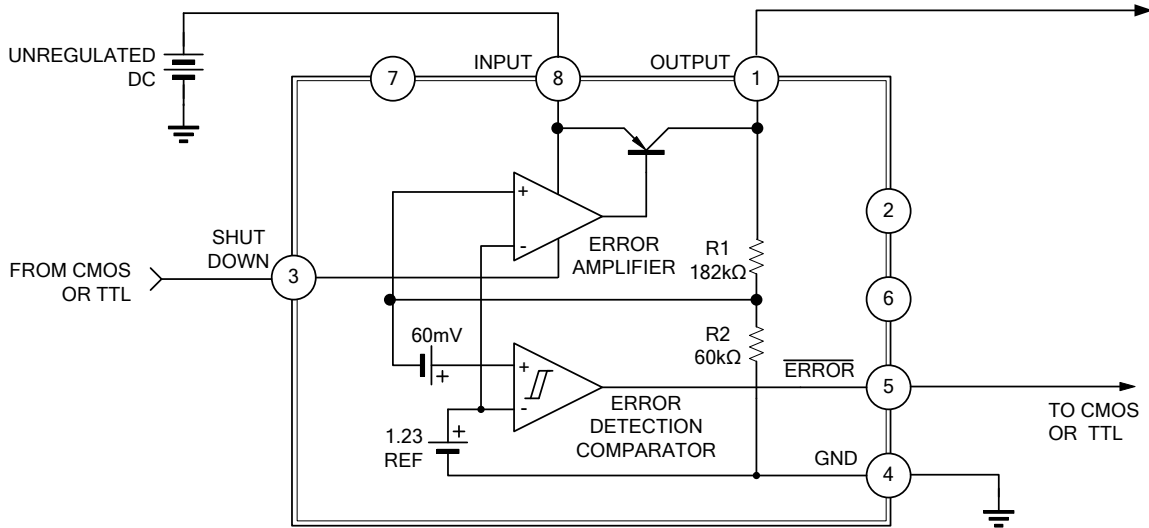 UNREGULATED
DC
7
INPUT
8
OUTPUT
1
+
-
ERROR
AMPLIFIER
2
SHUT
DOWN
FROM CMOS
OR TTL
3
R1
182kΩ
6
60mV
+
+
-
R2
60kΩ
ERROR
5
TO CMOS
OR TTL
ERROR
DETECTION
COMPARATOR
1.23
REF
+
GND
4